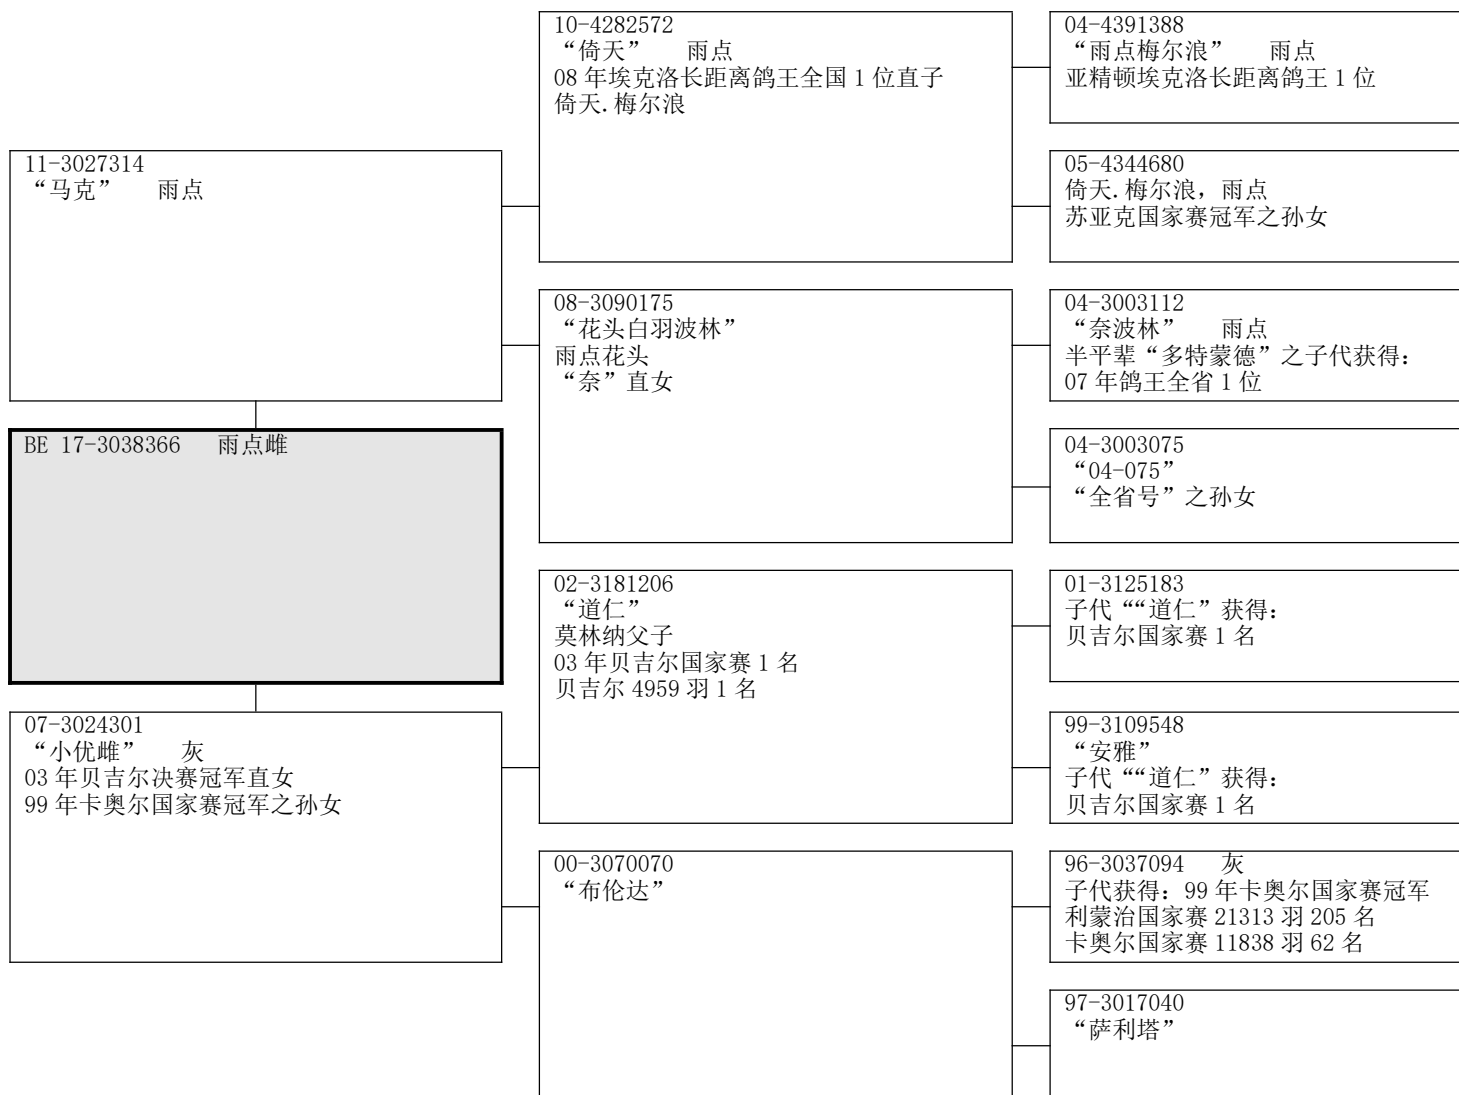 10-4282572
“倚天”    雨点
08 年埃克洛长距离鸽王全国 1 位直子
倚天.梅尔浪
04-4391388
“雨点梅尔浪”    雨点
亚精顿埃克洛长距离鸽王 1 位
11-3027314
“马克”    雨点
05-4344680
倚天.梅尔浪，雨点
苏亚克国家赛冠军之孙女
08-3090175
“花头白羽波林”
雨点花头
“奈”直女
04-3003112
“奈波林”    雨点
半平辈“多特蒙德”之子代获得：
07 年鸽王全省 1 位
BE 17-3038366    雨点雌
04-3003075
“04-075”
“全省号”之孙女
02-3181206
“道仁”
莫林纳父子
03 年贝吉尔国家赛 1 名
贝吉尔 4959 羽 1 名
01-3125183
子代““道仁”获得：
贝吉尔国家赛 1 名
07-3024301
“小优雌”    灰
03 年贝吉尔决赛冠军直女
99 年卡奥尔国家赛冠军之孙女
99-3109548
“安雅”
子代““道仁”获得：
贝吉尔国家赛 1 名
00-3070070
“布伦达”
96-3037094    灰
子代获得：99 年卡奥尔国家赛冠军
利蒙治国家赛 21313 羽 205 名
卡奥尔国家赛 11838 羽 62 名
97-3017040
“萨利塔”